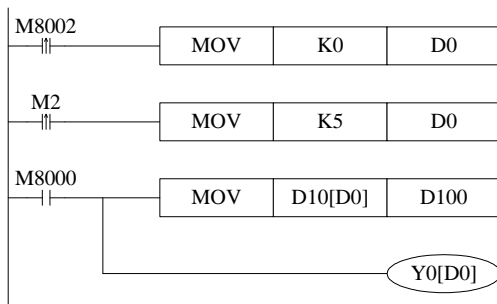 M8002
MOV K0 D0
M2
MOV K5 D0
M8000
MOV D10[D0] D100
Y0[D0]